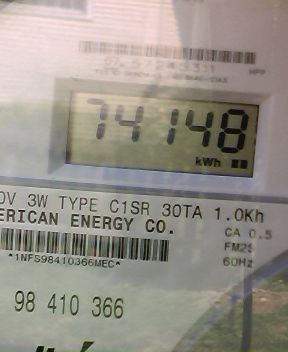 74148
kWh
0V 3W TYPE C1SR 30TA 1.0Kh
ERICAN ENERGY CO.
CA 0.5
FM2S
60Hz
*1NFS98410366MEC*
98 410 366